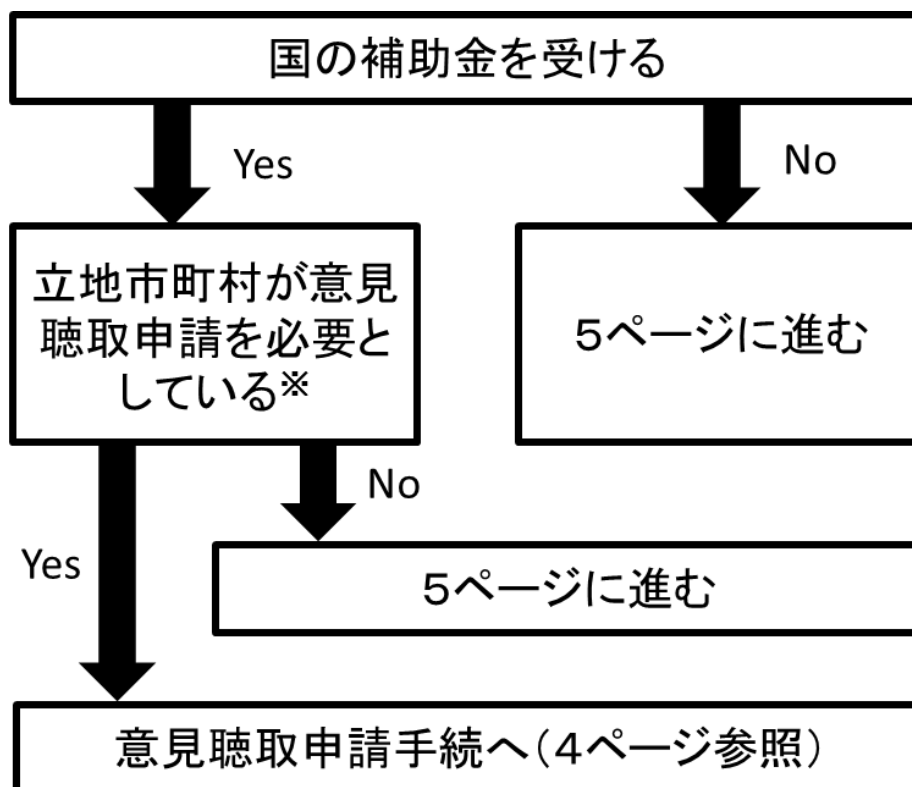 国の補助金を受ける
Yes
No
立地市町村が意見
聴取申請を必要と
している※
５ページに進む
No
Yes
５ページに進む
意見聴取申請手続へ（４ページ参照）